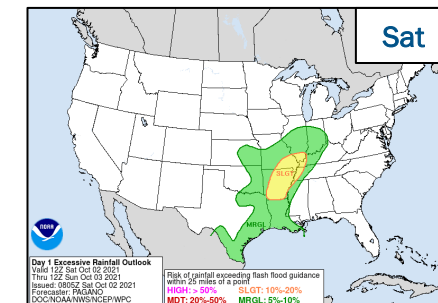 Sat
SLGT
MRGL
NOAA
Day 1 Excessive Rainfall Outlook
Valid 12Z Sat Oct 02 2021
Thru 12Z Sun Oct 03 2021
Issued: 0805Z Sat Oct 02 2021
Forecaster: PAGANO
DOC/NOAA/NWS/NCEP/WPC
Risk of rainfall exceeding flash flood guidance
within 25 miles of a point
HIGH: > 50% SLGT: 10%-20%
MDT: 20%-50% MRGL: 5%-10%